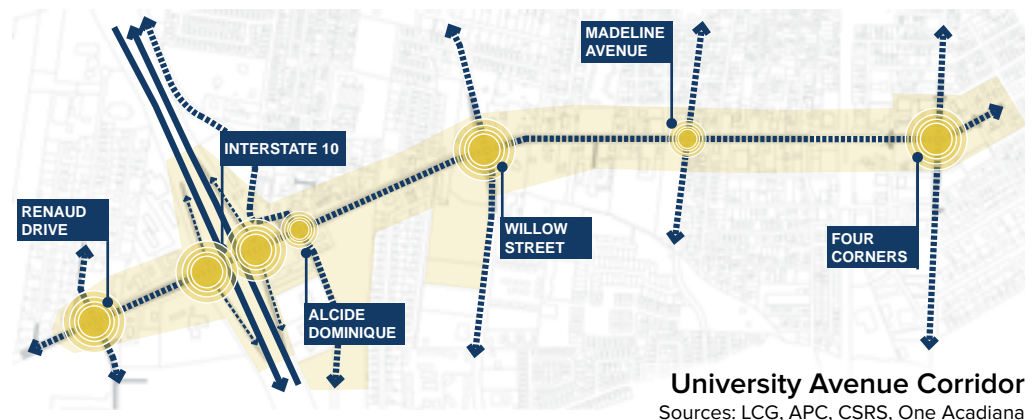 MADELINE
AVENUE
INTERSTATE 10
RENAUD
DRIVE
WILLOW
STREET
FOUR
CORNERS
ALCIDE
DOMINIQUE
University Avenue Corridor
Sources: LCG, APC, CSRS, One Acadiana